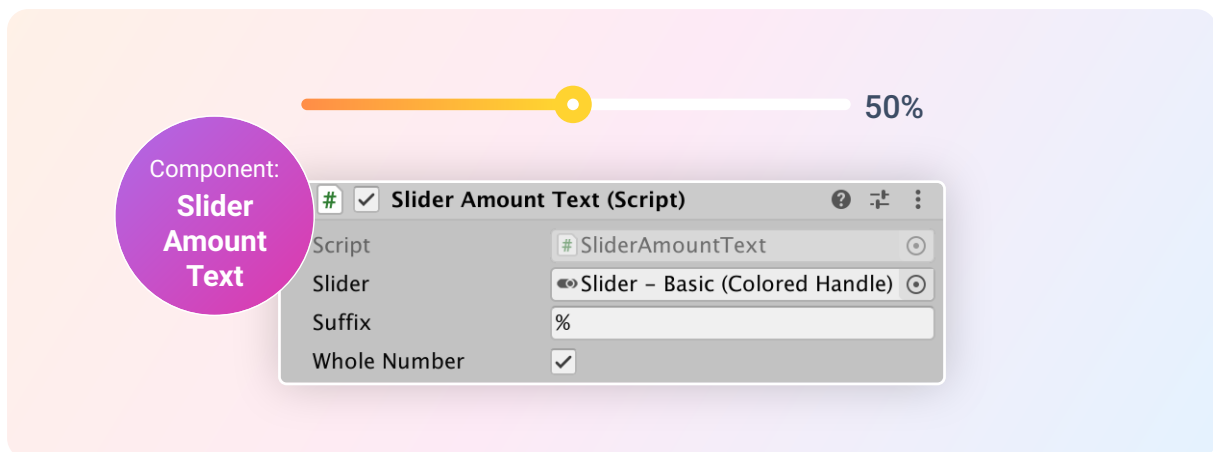 50%
Component:
Slider
Amount
Text
# Slider Amount Text (Script)
Script # SliderAmountText
Slider Slider – Basic (Colored Handle)
Suffix %
Whole Number